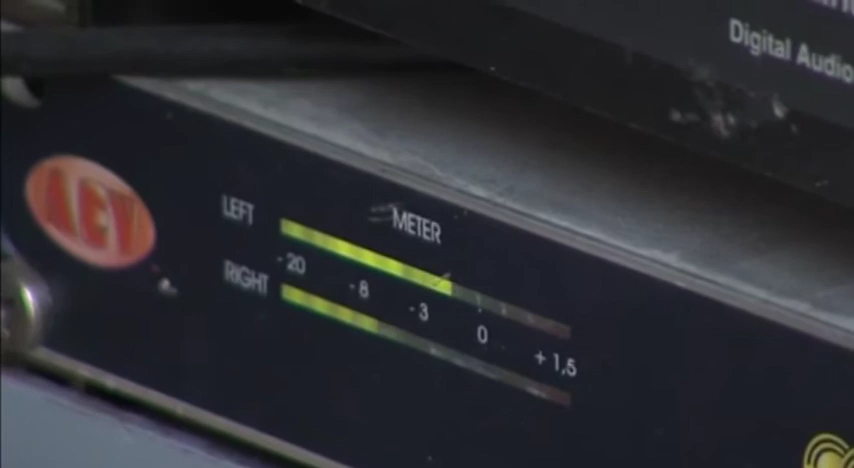 Digital Audio
AEV
LEFT
METER
-20
-8
-3
0
+1,5
RIGHT